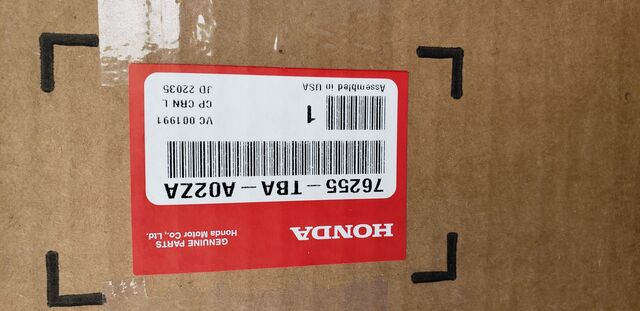 HONDA
GENUINE PARTS
Honda Motor Co., Ltd.
76255-TBA-A02ZA
1
VC 001991
CP CRN L
Assembled in USA
JD 22035